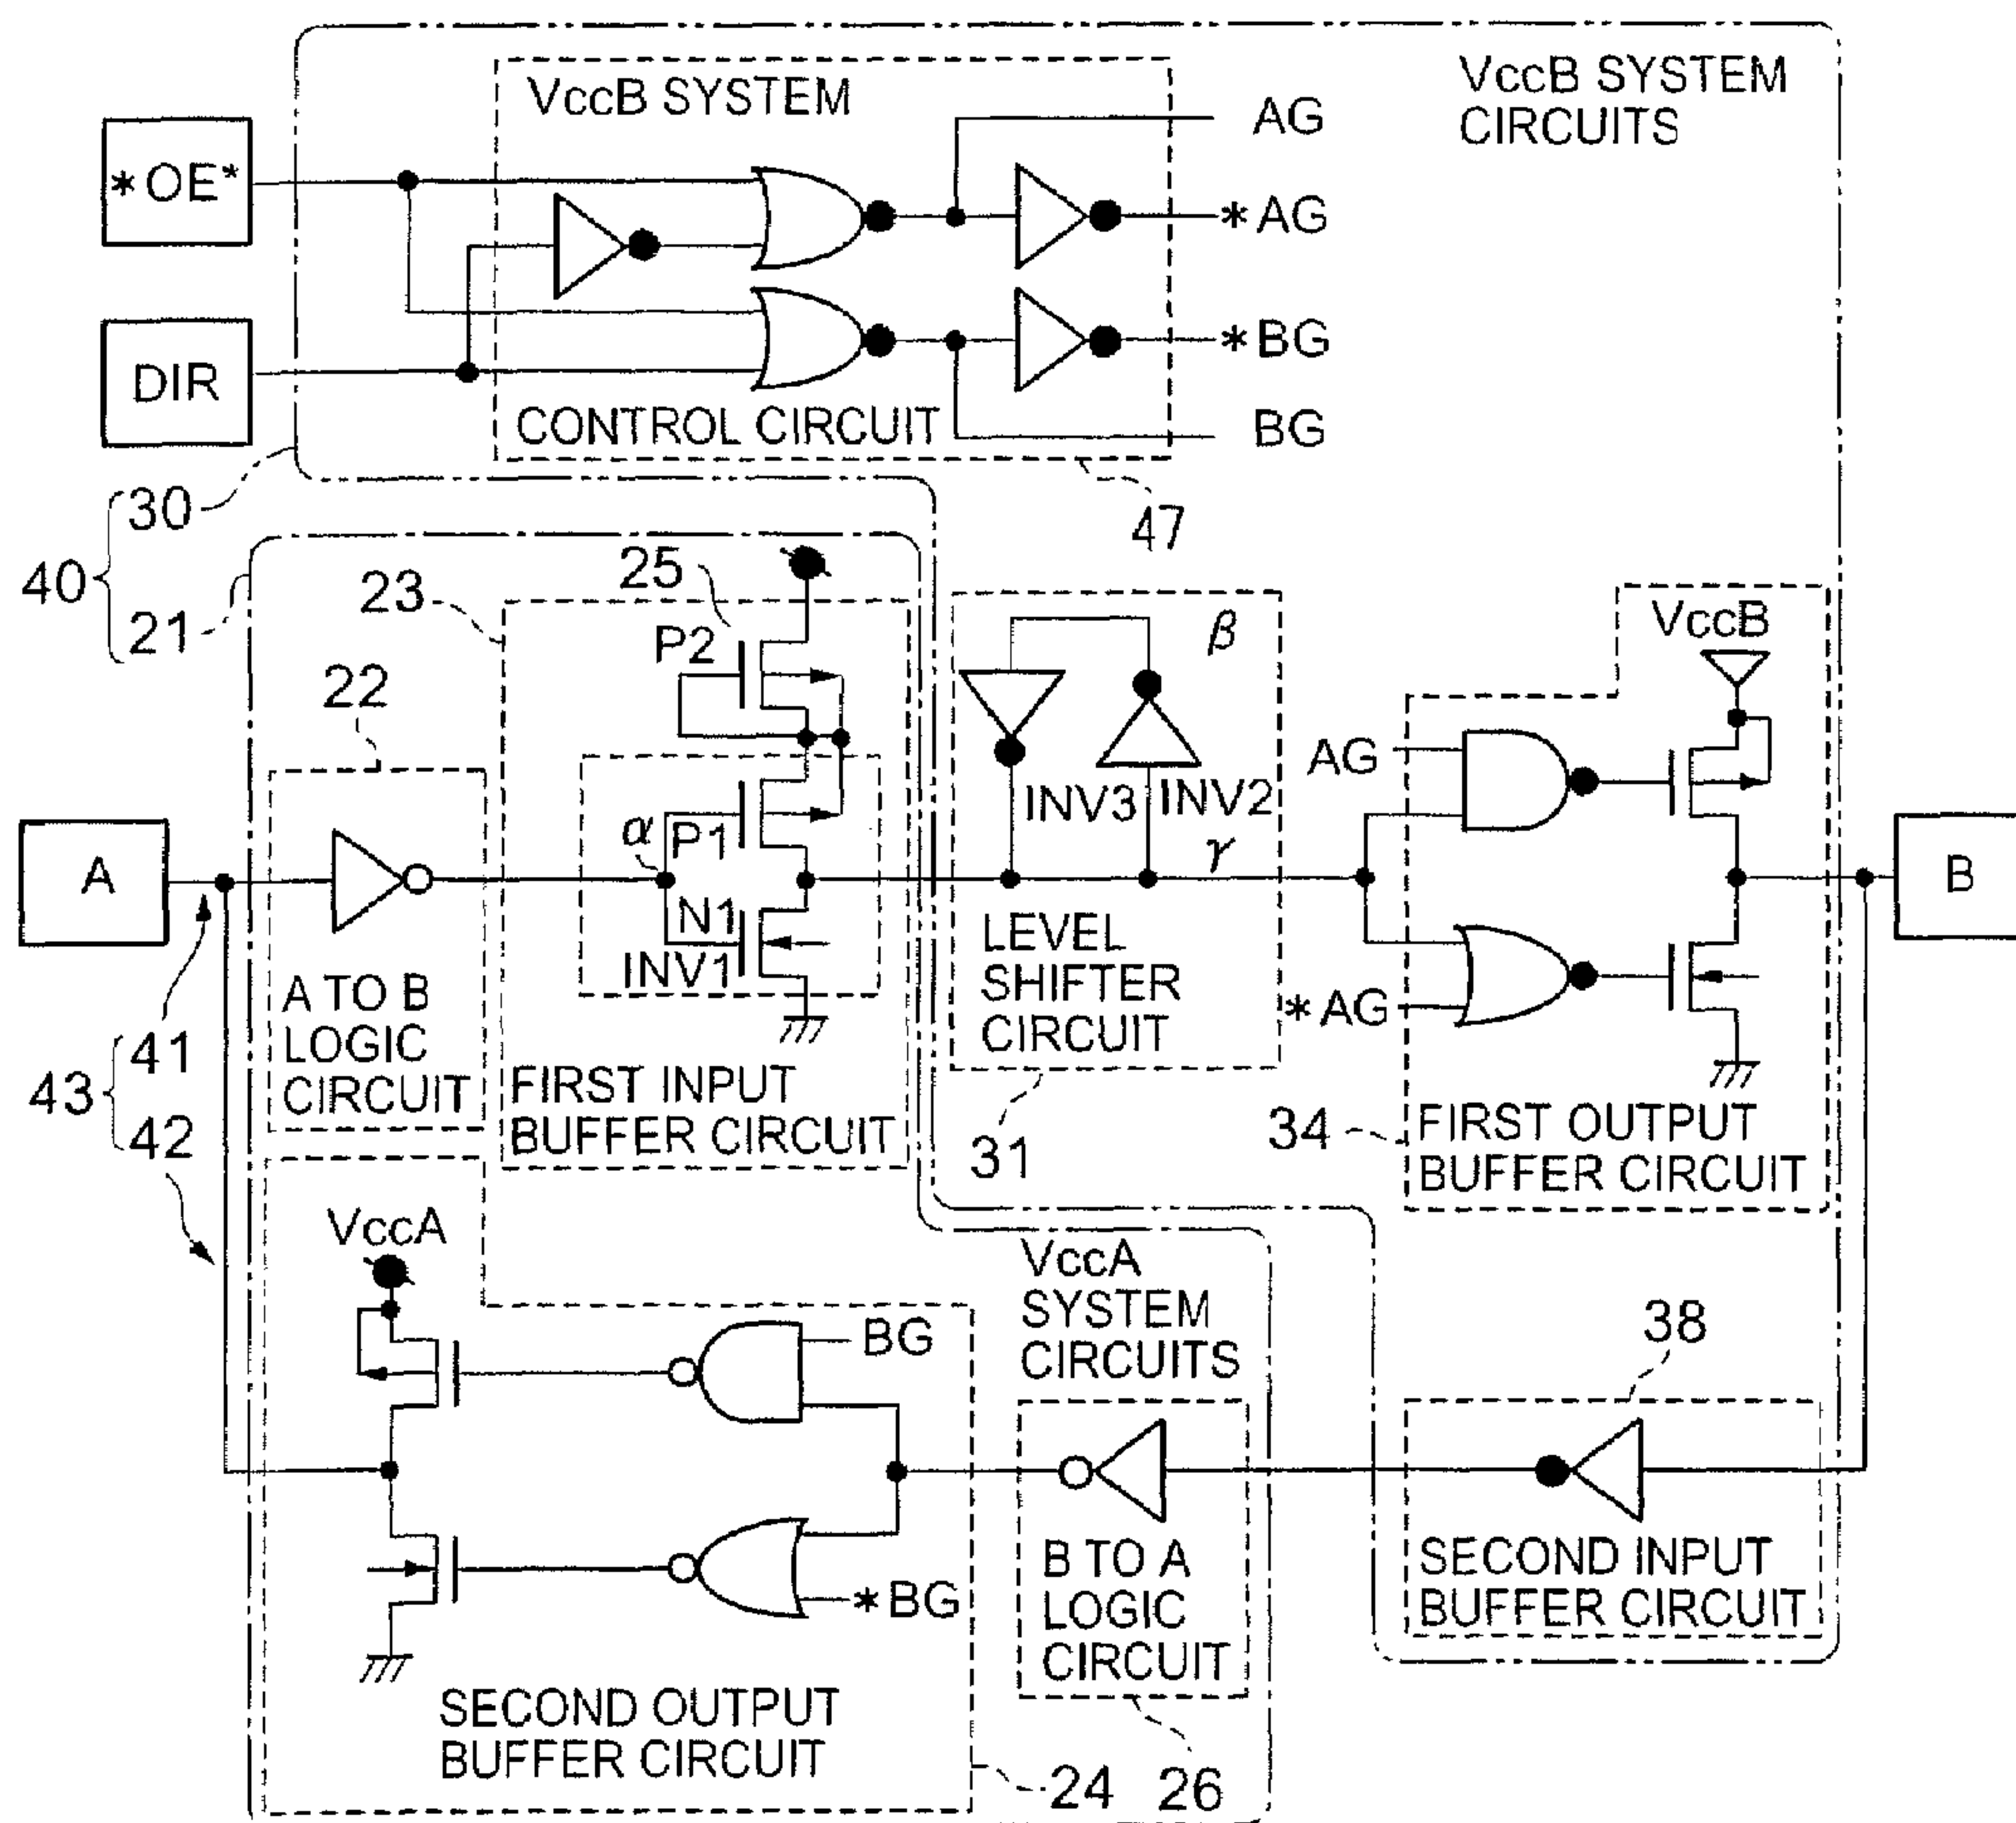 VccB SYSTEM
VccB SYSTEM
CIRCUITS
AG
*OE*
*AG
*BG
DIR
CONTROL CIRCUIT
BG
30
47
40
21
25
23
P2
22
β
VccB
AG
INV3
INV2
α
P1
γ
A
B
N1
INV1
LEVEL
SHIFTER
CIRCUIT
*AG
A TO B
LOGIC
CIRCUIT
41
43
42
FIRST INPUT
BUFFER CIRCUIT
31
34
FIRST OUTPUT
BUFFER CIRCUIT
VccA
VccA
SYSTEM
CIRCUITS
BG
38
B TO A
LOGIC
CIRCUIT
*BG
SECOND INPUT
BUFFER CIRCUIT
SECOND OUTPUT
BUFFER CIRCUIT
24
26